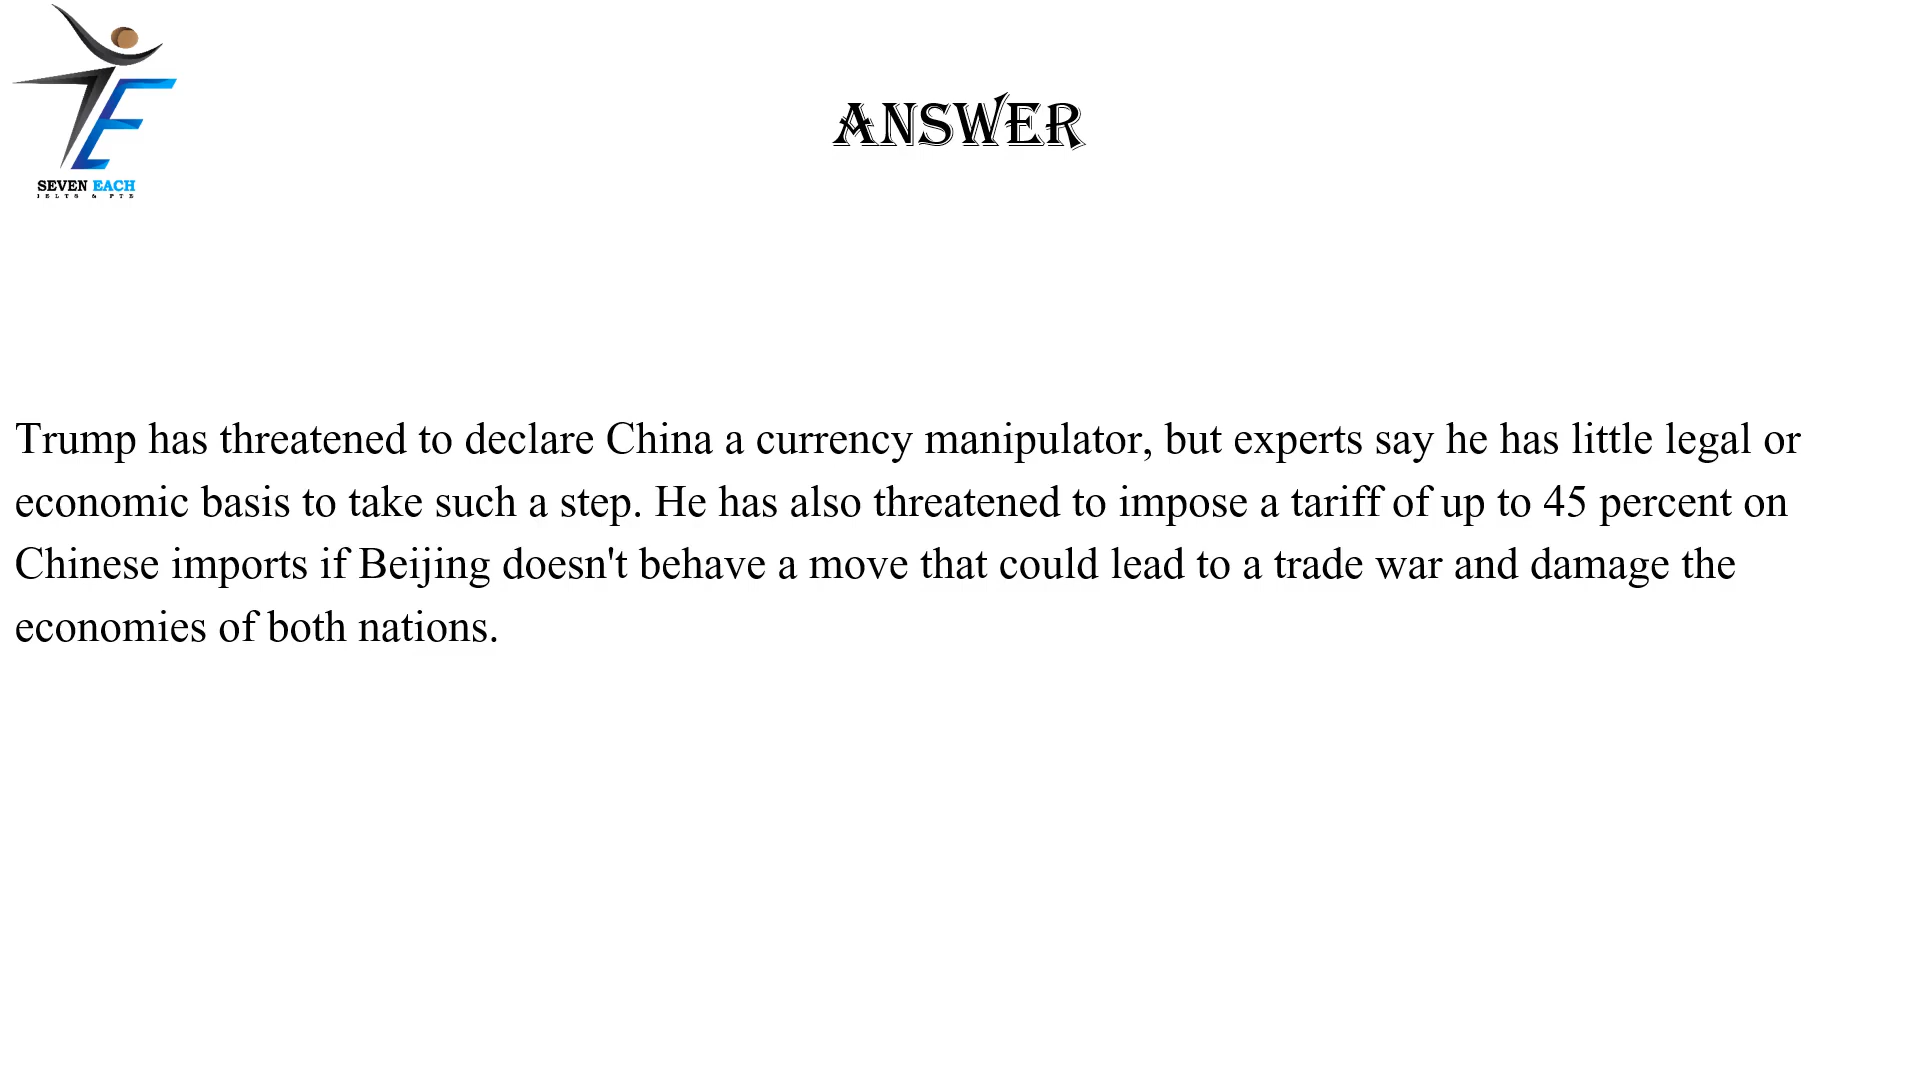 SEVEN EACH
IELTS & PTE
ANSWER
Trump has threatened to declare China a currency manipulator, but experts say he has little legal or
economic basis to take such a step. He has also threatened to impose a tariff of up to 45 percent on
Chinese imports if Beijing doesn't behave a move that could lead to a trade war and damage the
economies of both nations.